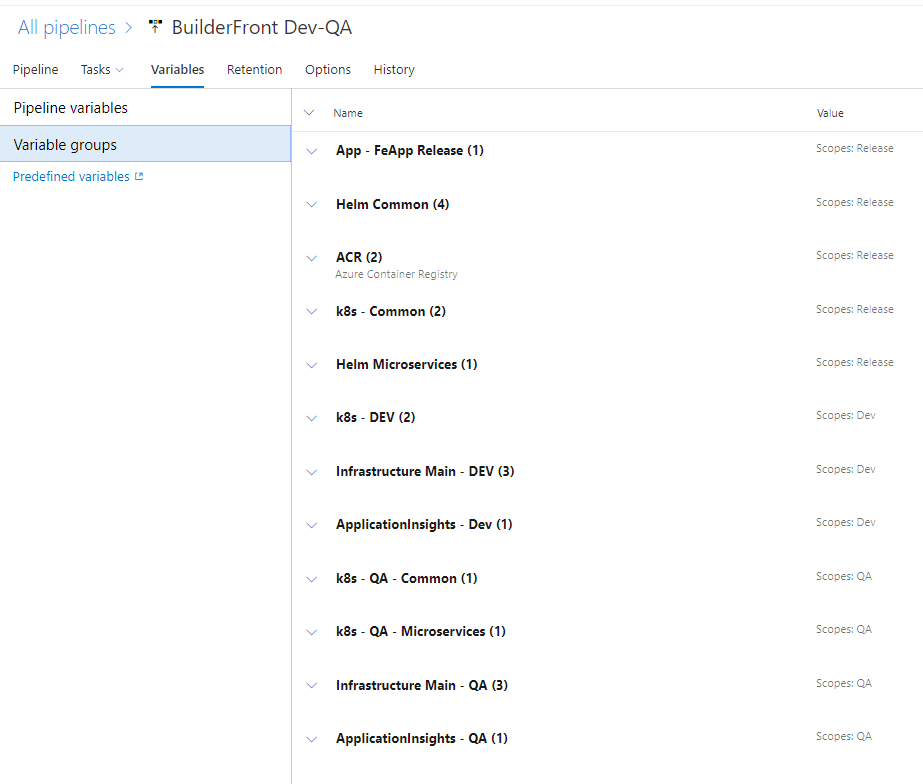 All pipelines > BuilderFront Dev-QA
Pipeline Tasks Variables Retention Options History
Pipeline variables
Variable groups
Predefined variables
Name Value
App - FeApp Release (1) Scopes: Release
Helm Common (4) Scopes: Release
ACR (2) Scopes: Release
Azure Container Registry
k8s - Common (2) Scopes: Release
Helm Microservices (1) Scopes: Release
k8s - DEV (2) Scopes: Dev
Infrastructure Main - DEV (3) Scopes: Dev
ApplicationInsights - Dev (1) Scopes: Dev
k8s - QA - Common (1) Scopes: QA
k8s - QA - Microservices (1) Scopes: QA
Infrastructure Main - QA (3) Scopes: QA
ApplicationInsights - QA (1) Scopes: QA